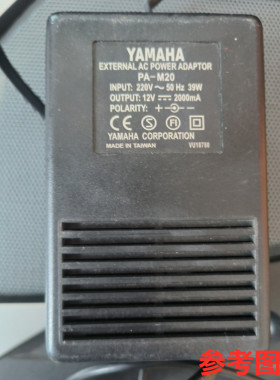 YAMAHA
EXTERNAL AC POWER ADAPTOR
PA-M20
INPUT: 220V ~ 50 Hz 39W
OUTPUT: 12V ⎓ 2000mA
POLARITY:
YAMAHA CORPORATION
MADE IN TAIWAN VU18780
参考图